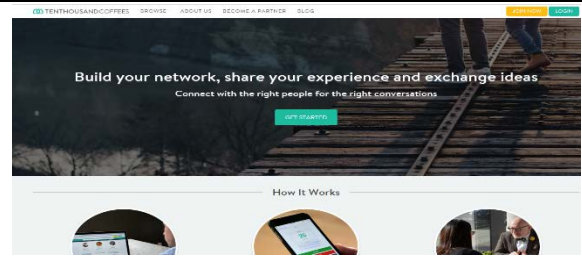 TENTHOUSANDCOFFEES BROWSE ABOUT US BECOME A PARTNER BLOG JOIN NOW LOGIN
Build your network, share your experience and exchange ideas
Connect with the right people for the right conversations
GET STARTED
How It Works